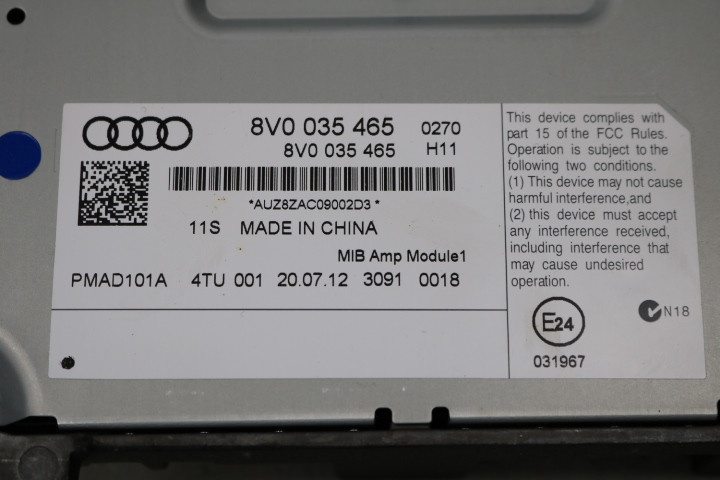 8V0 035 465 0270
8V0 035 465 H11
*AUZ8ZAC09002D3*
11S MADE IN CHINA
MIB Amp Module1
PMAD101A 4TU 001 20.07.12 3091 0018
This device complies with
part 15 of the FCC Rules.
Operation is subject to the
following two conditions.
(1) This device may not cause
harmful interference,and
(2) this device must accept
any interference received,
including interference that
may cause undesired
operation.
E24
031967
N18